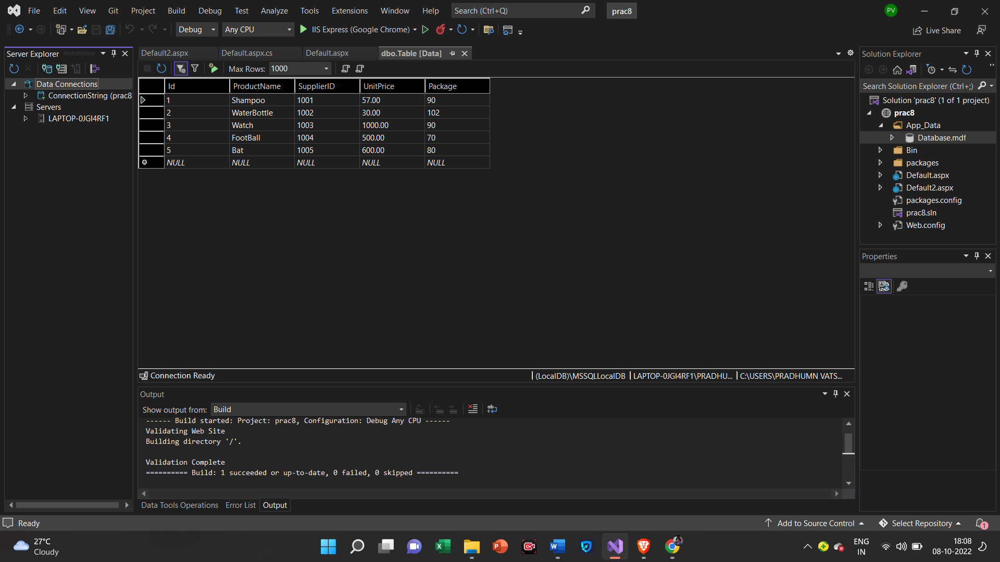 File Edit View Git Project Build Debug Test Analyze Tools Extensions Window Help Search (Ctrl+Q) prac8 PV
Debug Any CPU IIS Express (Google Chrome) Live Share
Server Explorer
Data Connections
ConnectionString (prac8
Servers
LAPTOP-0JGI4RF1
Default2.aspx Default.aspx.cs Default.aspx dbo.Table [Data]
Max Rows: 1000
Id ProductName SupplierID UnitPrice Package
1 Shampoo 1001 57.00 90
2 WaterBottle 1002 30.00 102
3 Watch 1003 1000.00 90
4 FootBall 1004 500.00 70
5 Bat 1005 600.00 80
NULL NULL NULL NULL NULL
Connection Ready (LocalDB)\MSSQLLocalDB LAPTOP-0JGI4RF1\PRADHU... C:\USERS\PRADHUMN VATS...
Output
Show output from: Build
------ Build started: Project: prac8, Configuration: Debug Any CPU ------
Validating Web Site
Building directory '/'.
Validation Complete
========== Build: 1 succeeded or up-to-date, 0 failed, 0 skipped ==========
Data Tools Operations Error List Output
Solution Explorer
Search Solution Explorer (Ctrl+;)
Solution 'prac8' (1 of 1 project)
prac8
App_Data
Database.mdf
Bin
packages
Default.aspx
Default2.aspx
packages.config
prac8.sln
Web.config
Properties
Ready Add to Source Control Select Repository 1
27°C
Cloudy
ENG
IN
18:08
08-10-2022